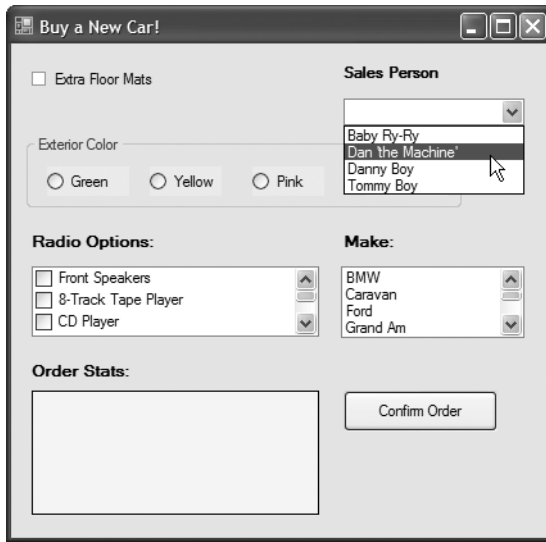 Buy a New Car!
Extra Floor Mats
Sales Person
Baby Ry-Ry
Dan 'the Machine'
Danny Boy
Tommy Boy
Exterior Color
Green Yellow Pink
Radio Options:
Front Speakers
8-Track Tape Player
CD Player
Make:
BMW
Caravan
Ford
Grand Am
Order Stats:
Confirm Order